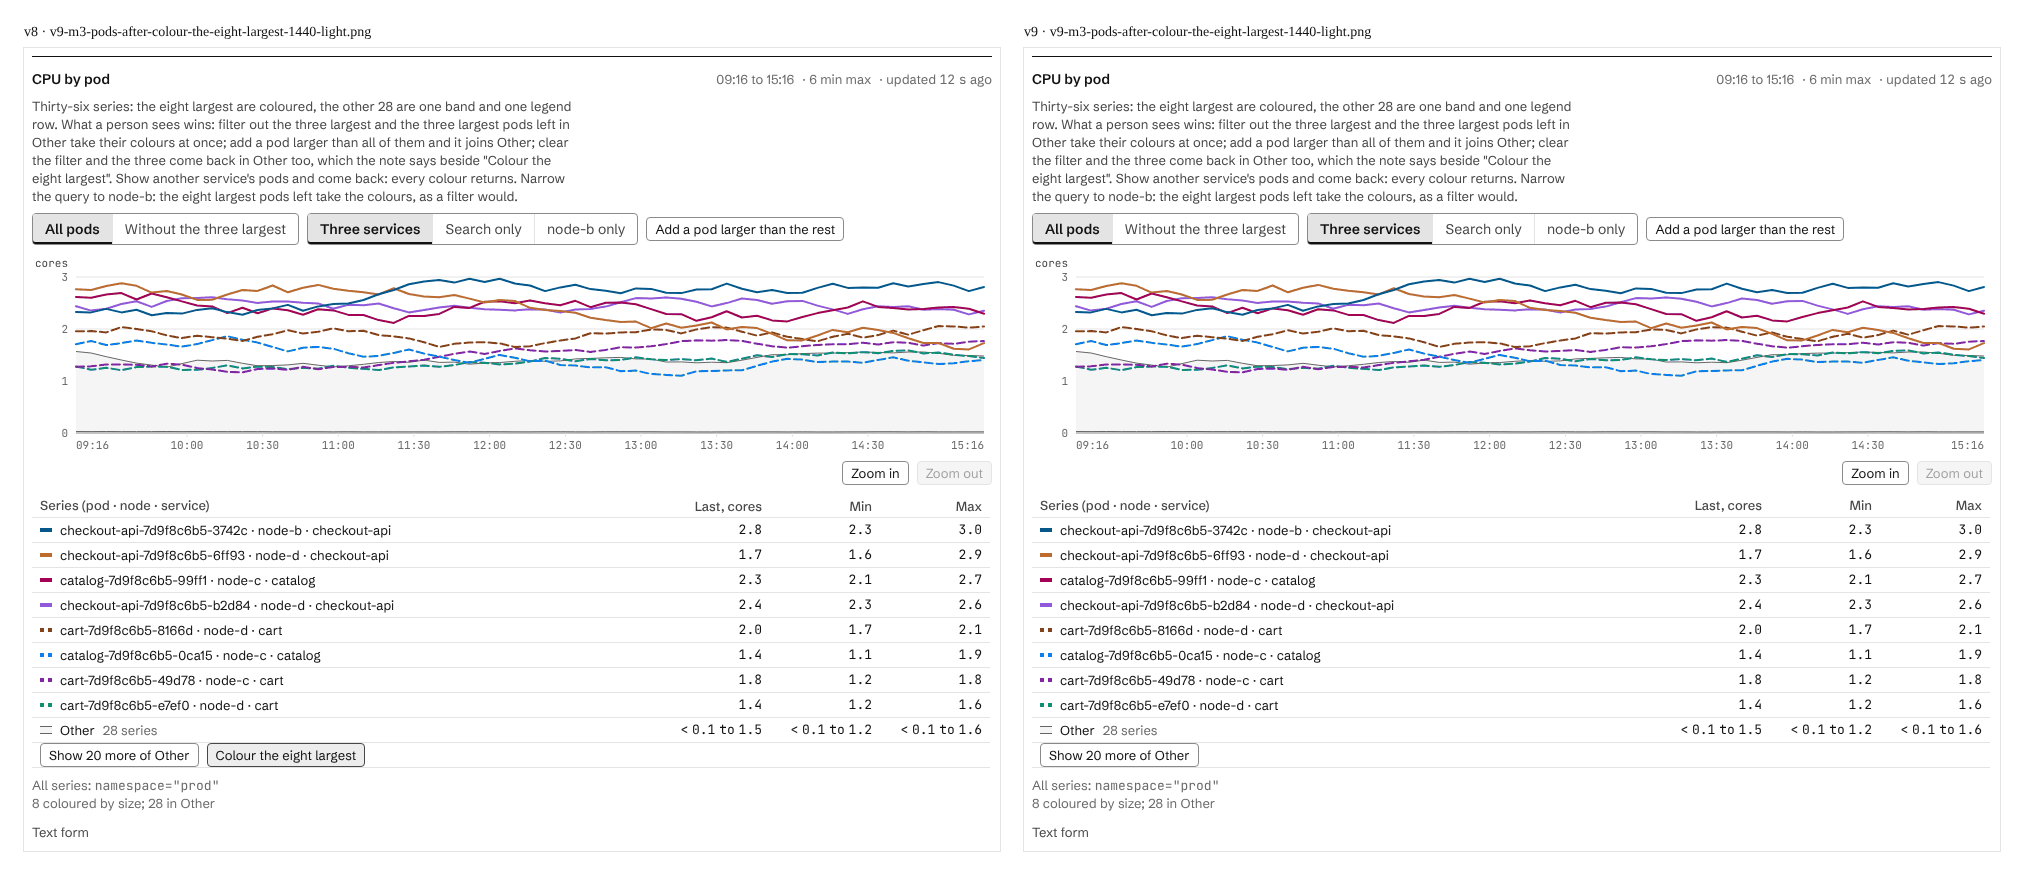 v8 · v9-m3-pods-after-colour-the-eight-largest-1440-light.png
CPU by pod
09:16 to 15:16 · 6 min max · updated 12 s ago
Thirty-six series: the eight largest are coloured, the other 28 are one band and one legend
row. What a person sees wins: filter out the three largest and the three largest pods left in
Other take their colours at once; add a pod larger than all of them and it joins Other; clear
the filter and the three come back in Other too, which the note says beside "Colour the
eight largest". Show another service's pods and come back: every colour returns. Narrow
the query to node-b: the eight largest pods left take the colours, as a filter would.
All pods Without the three largest Three services Search only node-b only Add a pod larger than the rest
cores
3
2
1
0
09:16 10:00 10:30 11:00 11:30 12:00 12:30 13:00 13:30 14:00 14:30 15:16
Zoom in Zoom out
Series (pod · node · service) Last, cores Min Max
checkout-api-7d9f8c6b5-3742c · node-b · checkout-api 2.8 2.3 3.0
checkout-api-7d9f8c6b5-6ff93 · node-d · checkout-api 1.7 1.6 2.9
catalog-7d9f8c6b5-99ff1 · node-c · catalog 2.3 2.1 2.7
checkout-api-7d9f8c6b5-b2d84 · node-d · checkout-api 2.4 2.3 2.6
cart-7d9f8c6b5-8166d · node-d · cart 2.0 1.7 2.1
catalog-7d9f8c6b5-0ca15 · node-c · catalog 1.4 1.1 1.9
cart-7d9f8c6b5-49d78 · node-c · cart 1.8 1.2 1.8
cart-7d9f8c6b5-e7ef0 · node-d · cart 1.4 1.2 1.6
Other 28 series < 0.1 to 1.5 < 0.1 to 1.2 < 0.1 to 1.6
Show 20 more of Other Colour the eight largest
All series: namespace="prod"
8 coloured by size; 28 in Other
Text form
v9 · v9-m3-pods-after-colour-the-eight-largest-1440-light.png
CPU by pod
09:16 to 15:16 · 6 min max · updated 12 s ago
Thirty-six series: the eight largest are coloured, the other 28 are one band and one legend
row. What a person sees wins: filter out the three largest and the three largest pods left in
Other take their colours at once; add a pod larger than all of them and it joins Other; clear
the filter and the three come back in Other too, which the note says beside "Colour the
eight largest". Show another service's pods and come back: every colour returns. Narrow
the query to node-b: the eight largest pods left take the colours, as a filter would.
All pods Without the three largest Three services Search only node-b only Add a pod larger than the rest
cores
3
2
1
0
09:16 10:00 10:30 11:00 11:30 12:00 12:30 13:00 13:30 14:00 14:30 15:16
Zoom in Zoom out
Series (pod · node · service) Last, cores Min Max
checkout-api-7d9f8c6b5-3742c · node-b · checkout-api 2.8 2.3 3.0
checkout-api-7d9f8c6b5-6ff93 · node-d · checkout-api 1.7 1.6 2.9
catalog-7d9f8c6b5-99ff1 · node-c · catalog 2.3 2.1 2.7
checkout-api-7d9f8c6b5-b2d84 · node-d · checkout-api 2.4 2.3 2.6
cart-7d9f8c6b5-8166d · node-d · cart 2.0 1.7 2.1
catalog-7d9f8c6b5-0ca15 · node-c · catalog 1.4 1.1 1.9
cart-7d9f8c6b5-49d78 · node-c · cart 1.8 1.2 1.8
cart-7d9f8c6b5-e7ef0 · node-d · cart 1.4 1.2 1.6
Other 28 series < 0.1 to 1.5 < 0.1 to 1.2 < 0.1 to 1.6
Show 20 more of Other
All series: namespace="prod"
8 coloured by size; 28 in Other
Text form